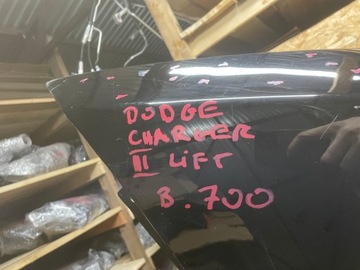 DODGE
CHARGER
II LIFT
B.700